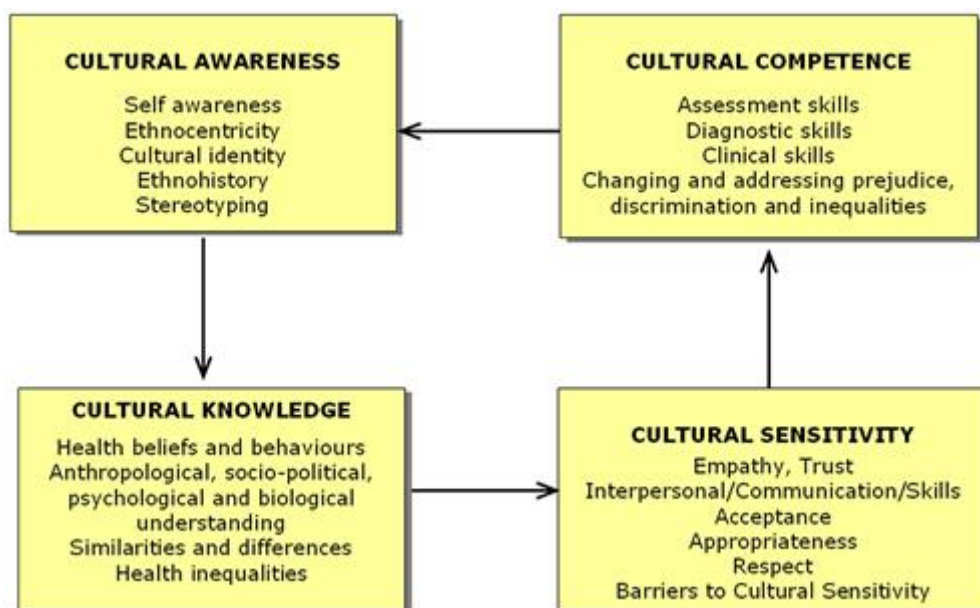 CULTURAL AWARENESS
Self awareness
Ethnocentricity
Cultural identity
Ethnohistory
Stereotyping
CULTURAL COMPETENCE
Assessment skills
Diagnostic skills
Clinical skills
Changing and addressing prejudice,
discrimination and inequalities
CULTURAL KNOWLEDGE
Health beliefs and behaviours
Anthropological, socio-political,
psychological and biological
understanding
Similarities and differences
Health inequalities
CULTURAL SENSITIVITY
Empathy, Trust
Interpersonal/Communication/Skills
Acceptance
Appropriateness
Respect
Barriers to Cultural Sensitivity